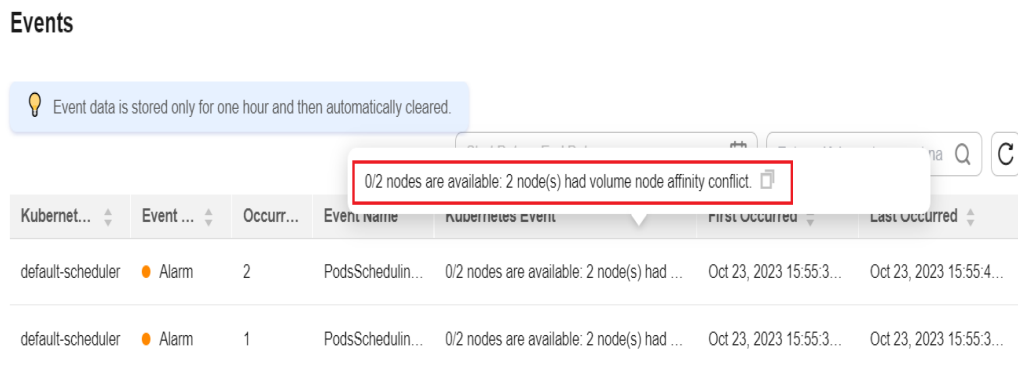 Events
Event data is stored only for one hour and then automatically cleared.
na
0/2 nodes are available: 2 node(s) had volume node affinity conflict.
Kubernet... Event ... Occurr... Event Name Kubernetes Event First Occurred Last Occurred
default-scheduler Alarm 2 PodsSchedulin... 0/2 nodes are available: 2 node(s) had ... Oct 23, 2023 15:55:3... Oct 23, 2023 15:55:4...
default-scheduler Alarm 1 PodsSchedulin... 0/2 nodes are available: 2 node(s) had ... Oct 23, 2023 15:55:3... Oct 23, 2023 15:55:3...